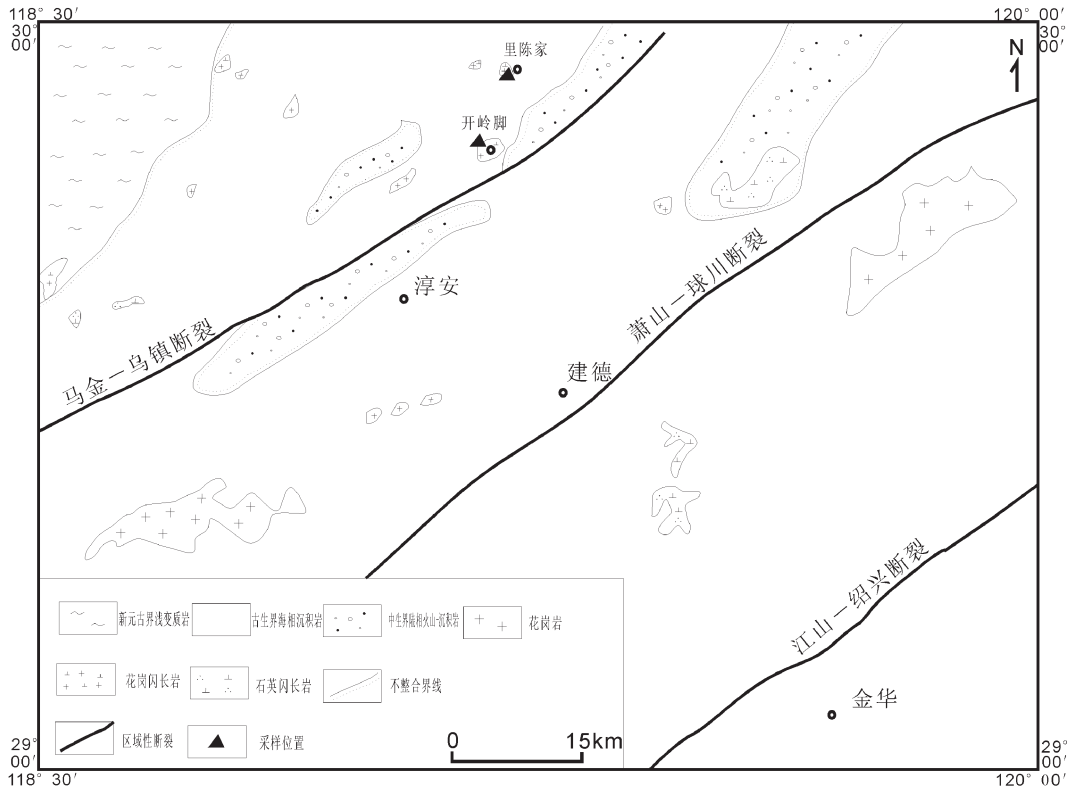 118° 30′
120° 00′
30°
00′
30°
00′
N
里陈家
开岭脚
淳安
马金－乌镇断裂
萧山－球川断裂
建德
江山－绍兴断裂
金华
新元古界浅变质岩
古生界海相沉积岩
中生界陆相火山-沉积岩
花岗岩
花岗闪长岩
石英闪长岩
不整合界线
区域性断裂
采样位置
0
15km
29°
00′
29°
00′
118° 30′
120° 00′